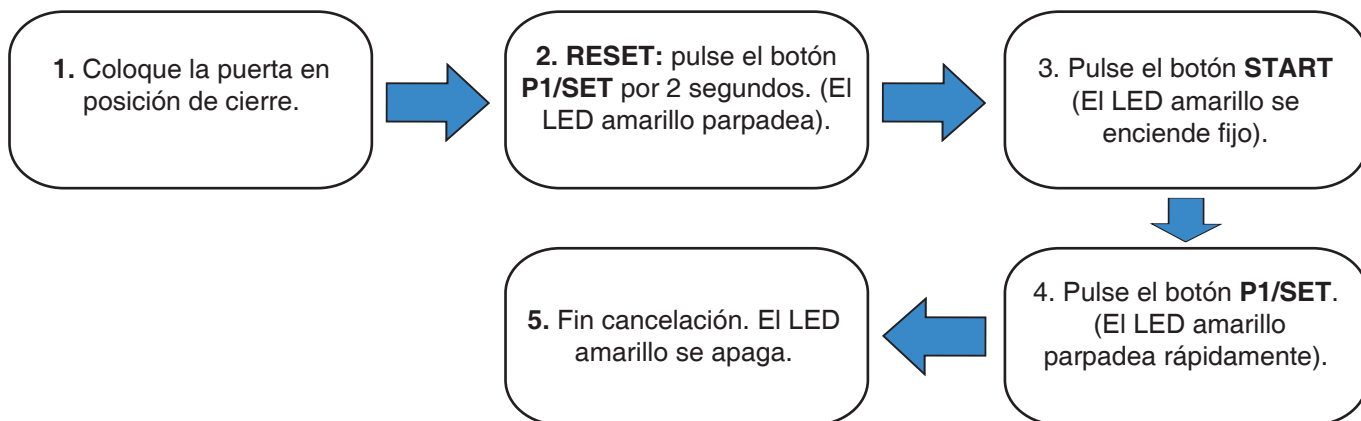 1. Coloque la puerta en
posición de cierre.
2. RESET: pulse el botón
P1/SET por 2 segundos. (El
LED amarillo parpadea).
3. Pulse el botón START
(El LED amarillo se
enciende fijo).
4. Pulse el botón P1/SET.
(El LED amarillo
parpadea rápidamente).
5. Fin cancelación. El LED
amarillo se apaga.